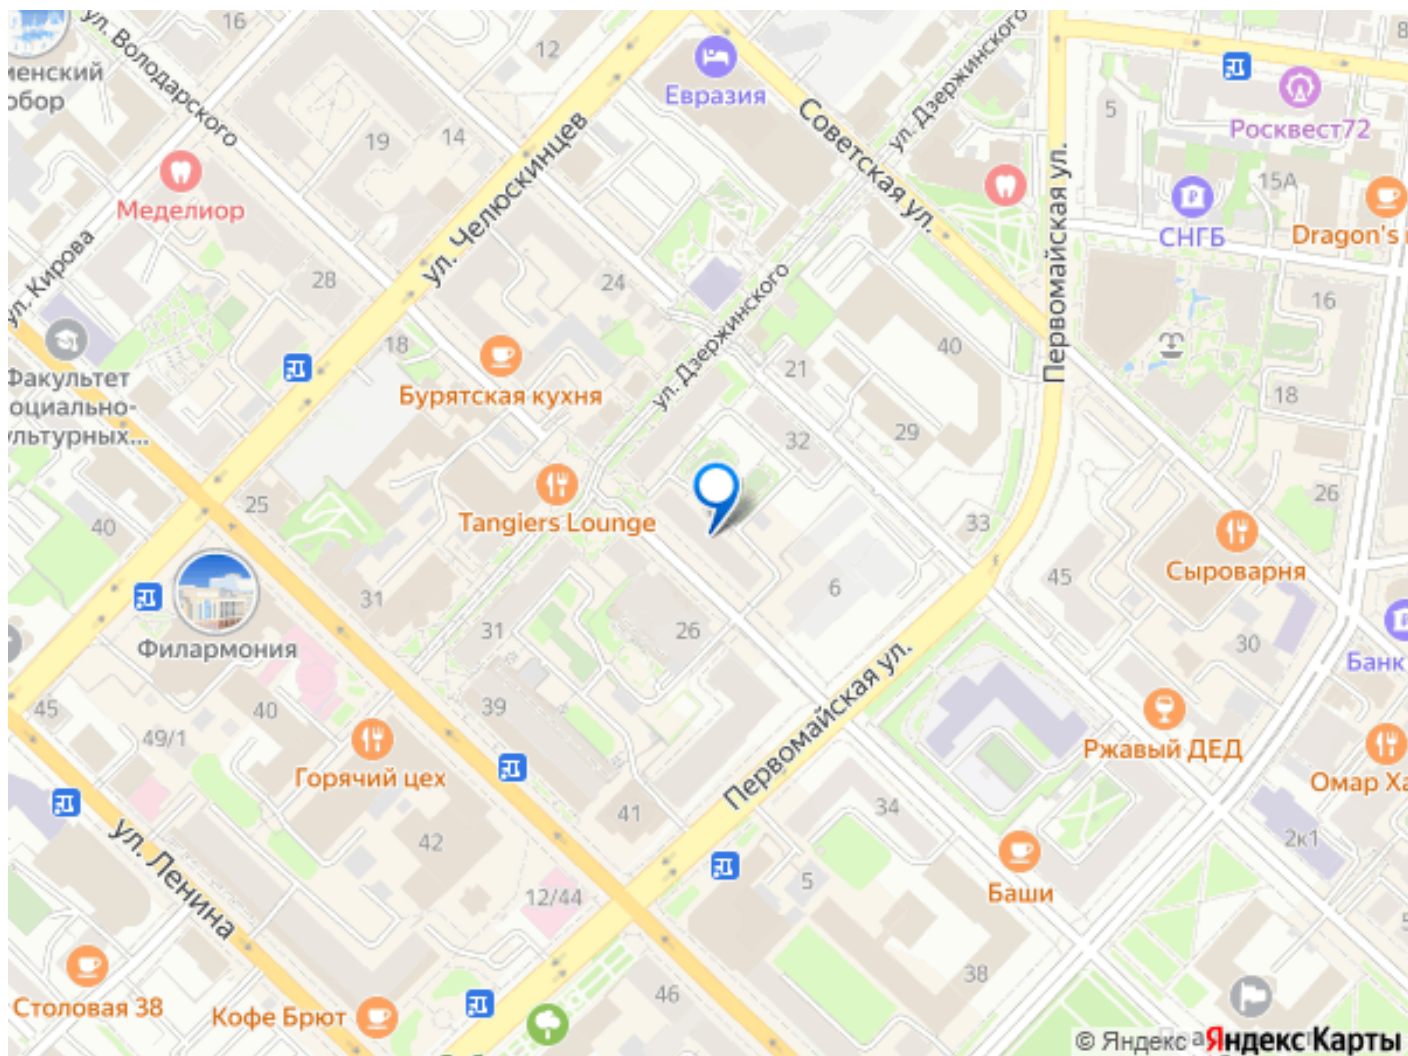 ул. Володарского
12
Евразия
ул. Дзержинского
Советская ул.
5
8
Росквест72
менский
обор
19
14
ул. Челюскинцев
Меделиор
15А
СНГБ
Dragon's
ул. Кирова
28
24
ул. Дзержинского
Первомайская ул.
16
Факультет
оциально-
ультурных...
18
Бурятская кухня
21
40
18
32
29
26
25
40
Tangiers Lounge
33
Сыроварня
45
6
31
31
26
30
Филармония
Банк
45
40
39
49/1
Первомайская ул.
Ржавый ДЕД
Горячий цех
Омар Ха
41
34
42
2к1
ул. Ленина
5
Баши
12/44
38
46
Столовая 38
Кофе Брют
© Яндекс Яндекс Карты